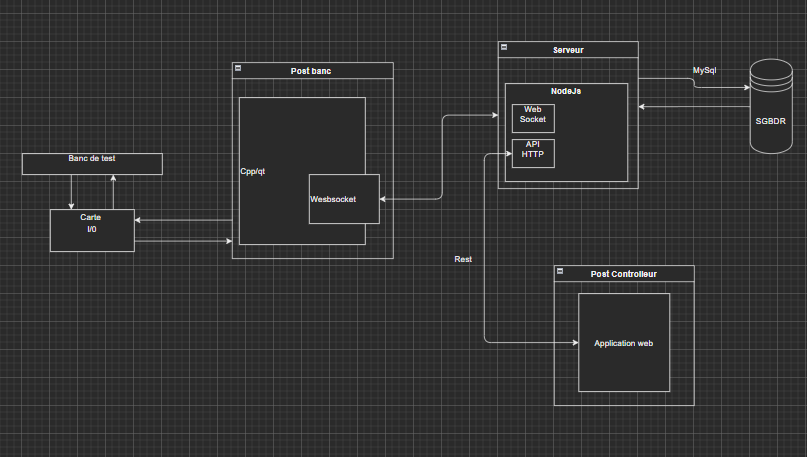 Serveur
Post banc
MySql
NodeJs
Web
Socket
SGBDR
API
HTTP
Banc de test
Cpp/qt
Wesbsocket
Carte
I/0
Rest
Post Controlleur
Application web